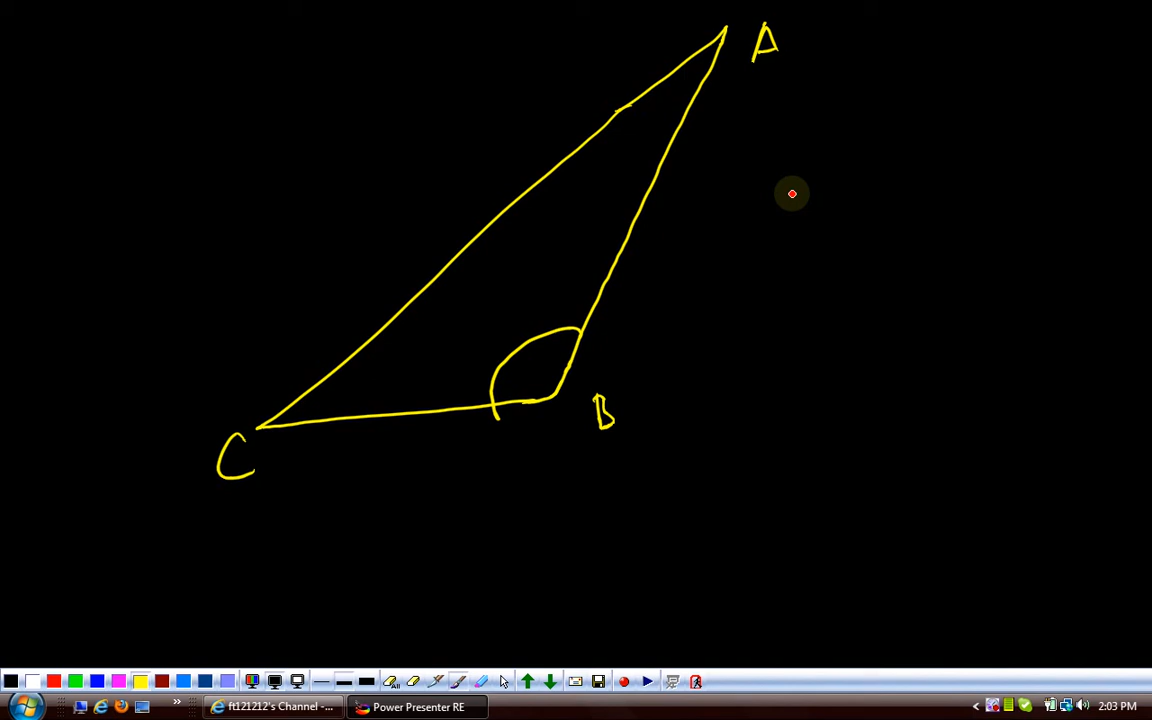 A
B
C
ft121212's Channel -...
Power Presenter RE
2:03 PM